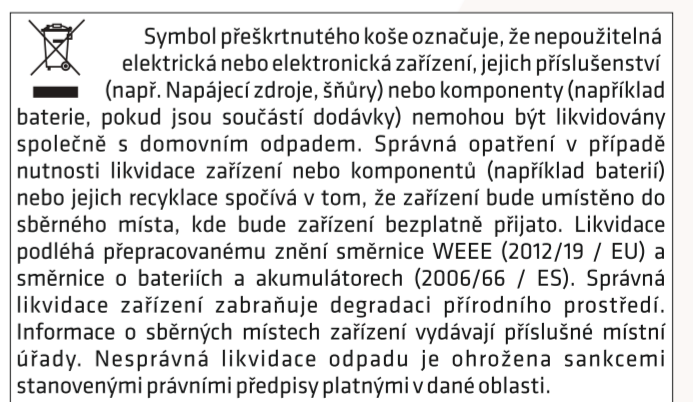 Symbol přeškrtnutého koše označuje, že nepoužitelná
elektrická nebo elektronická zařízení, jejich příslušenství
(např. Napájecí zdroje, šňůry) nebo komponenty (například
baterie, pokud jsou součástí dodávky) nemohou být likvidovány
společně s domovním odpadem. Správná opatření v případě
nutnosti likvidace zařízení nebo komponentů (například baterií)
nebo jejich recyklace spočívá v tom, že zařízení bude umístěno do
sběrného místa, kde bude zařízení bezplatně přijato. Likvidace
podléhá přepracovanému znění směrnice WEEE (2012/19 / EU) a
směrnice o bateriích a akumulátorech (2006/66 / ES). Správná
likvidace zařízení zabraňuje degradaci přírodního prostředí.
Informace o sběrných místech zařízení vydávají příslušné místní
úřady. Nesprávná likvidace odpadu je ohrožena sankcemi
stanovenými právními předpisy platnými v dané oblasti.